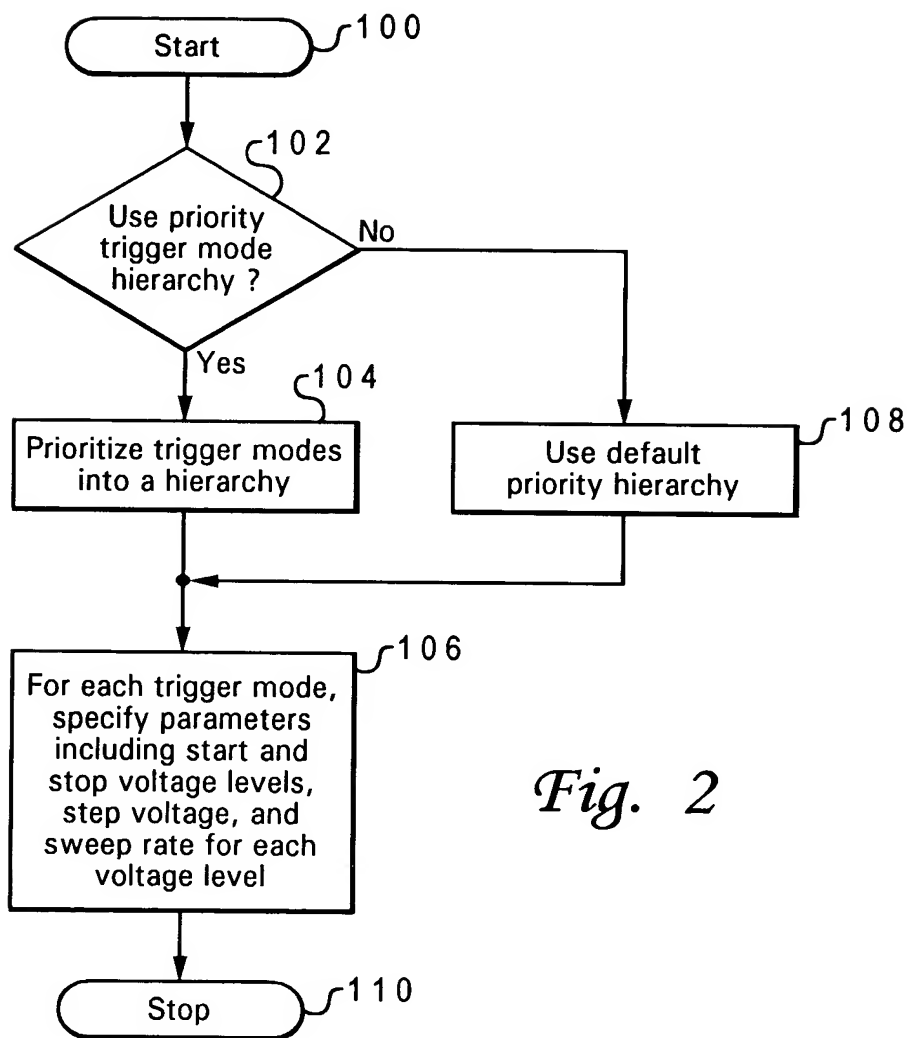 Start
100
102
Use priority
trigger mode
hierarchy ?
No
Yes
104
Prioritize trigger modes
into a hierarchy
108
Use default
priority hierarchy
106
For each trigger mode,
specify parameters
including start and
stop voltage levels,
step voltage, and
sweep rate for each
voltage level
Fig. 2
Stop
110